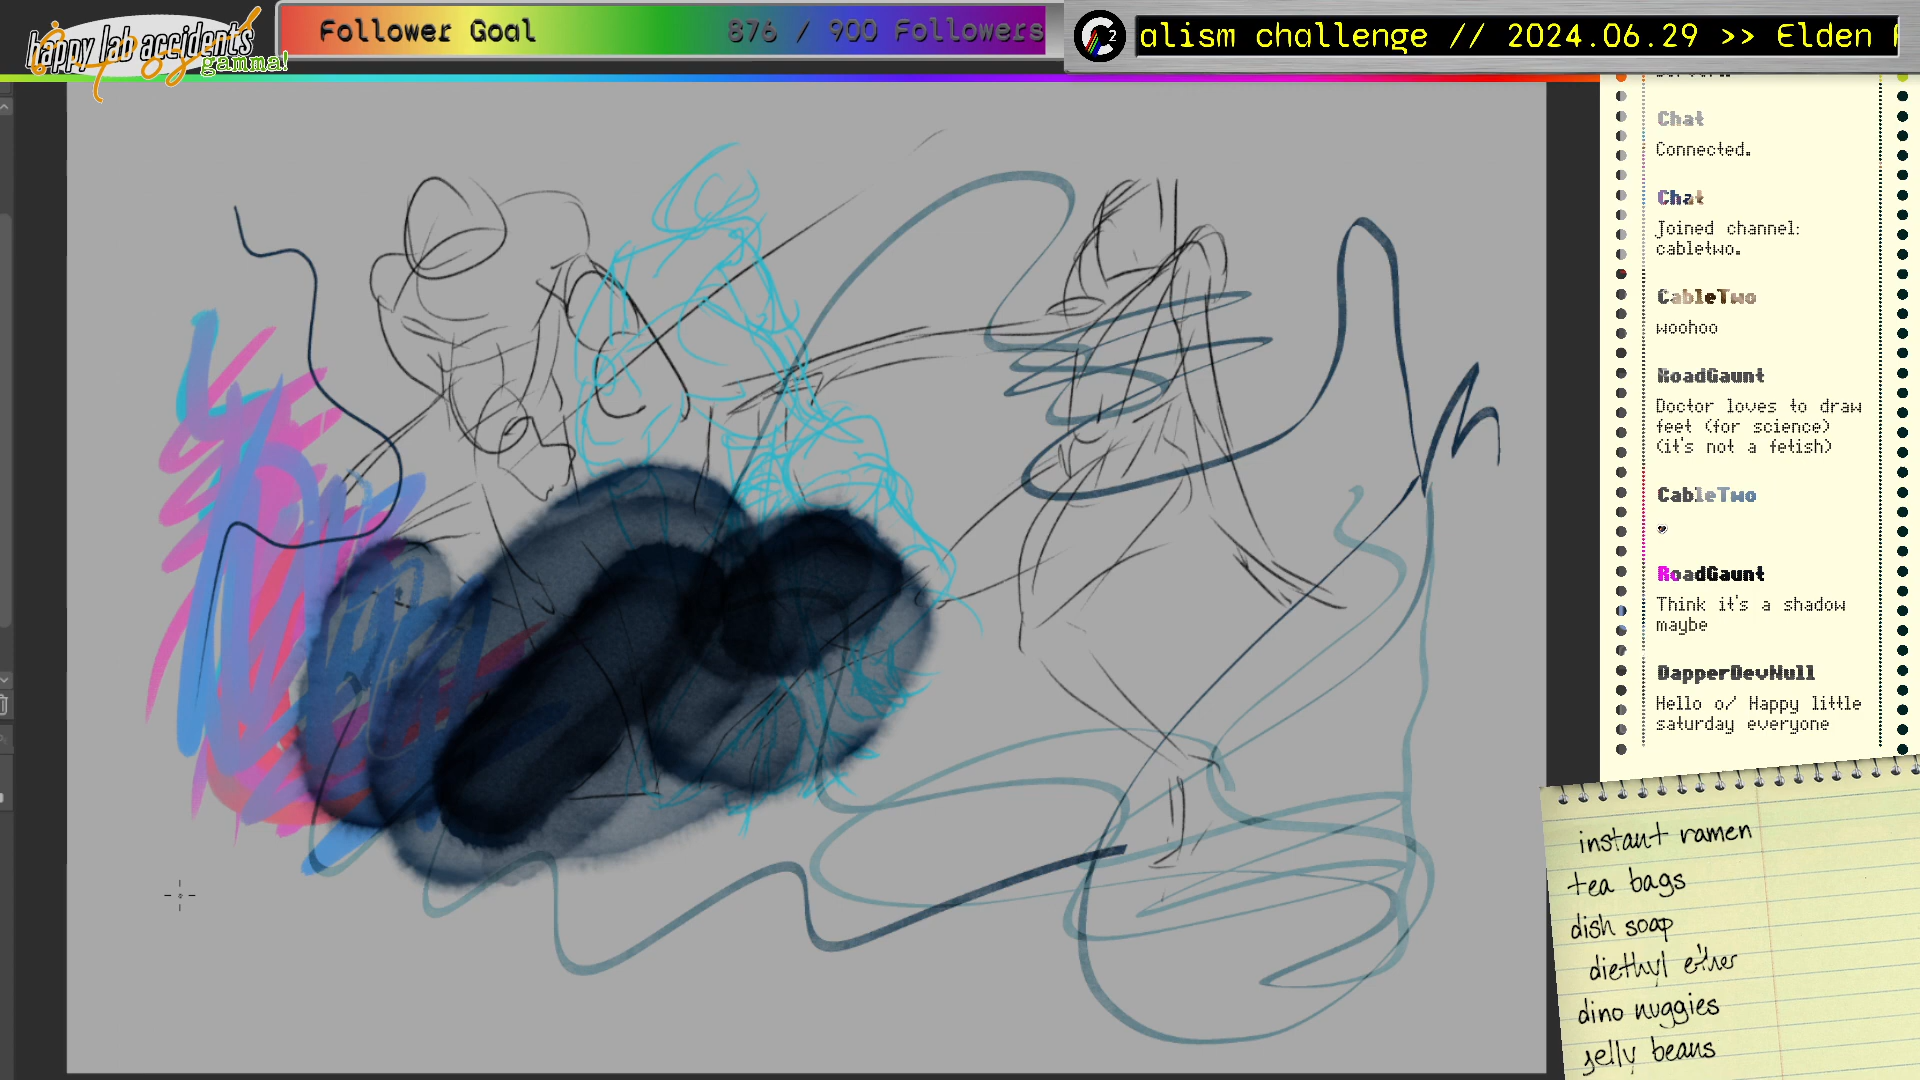 happy lab accidents
gamma!
Follower Goal
876 / 900 Followers
alism challenge // 2024.06.29 >> Elden
Chat
Connected.
Chat
Joined channel:
cabletwo.
CableTwo
woohoo
RoadGaunt
Doctor loves to draw
feet (for science)
(it's not a fetish)
CableTwo
RoadGaunt
Think it's a shadow
maybe
DapperDevNull
Hello o/ Happy little
saturday everyone
instant ramen
tea bags
dish soap
diethyl ether
dino nuggies
jelly beans